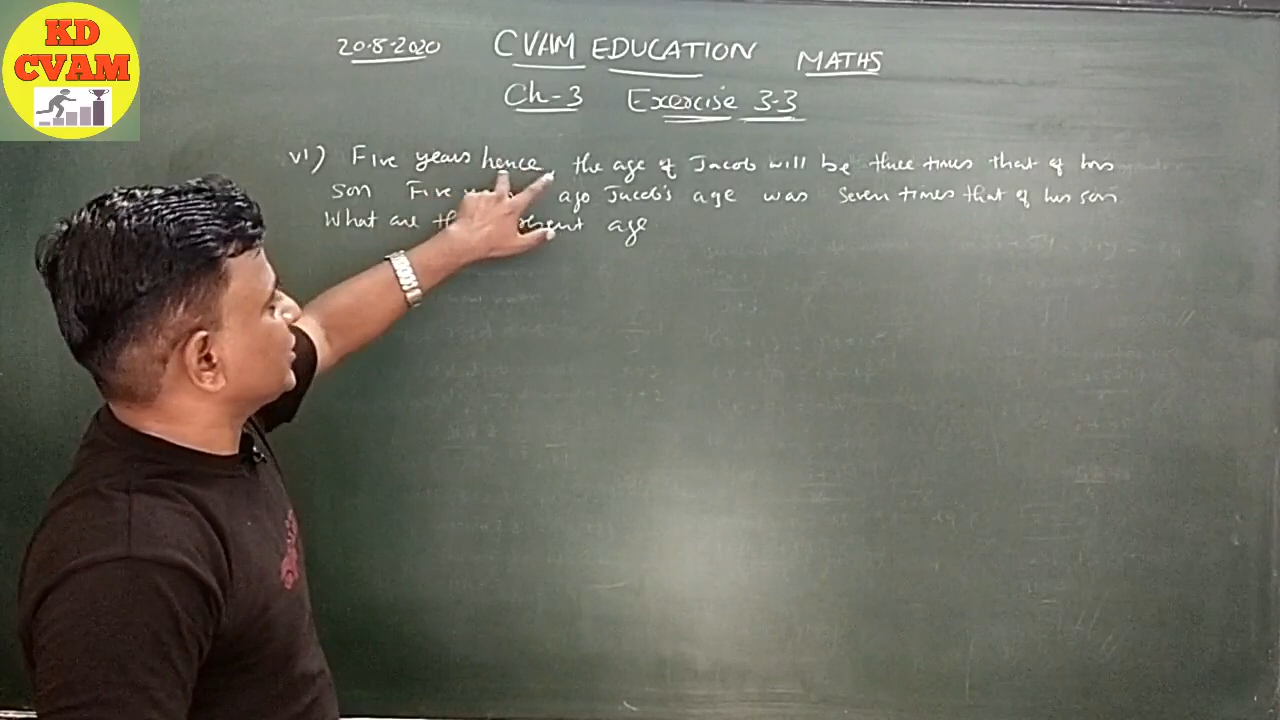 KD
CVAM
20-8-2020 CVAM EDUCATION MATHS
Ch-3 Exercise 3-3
vi) Five years hence, the age of Jacob will be three times that of his
son Five ago Jacob's age was Seven times that of his son
What are present age